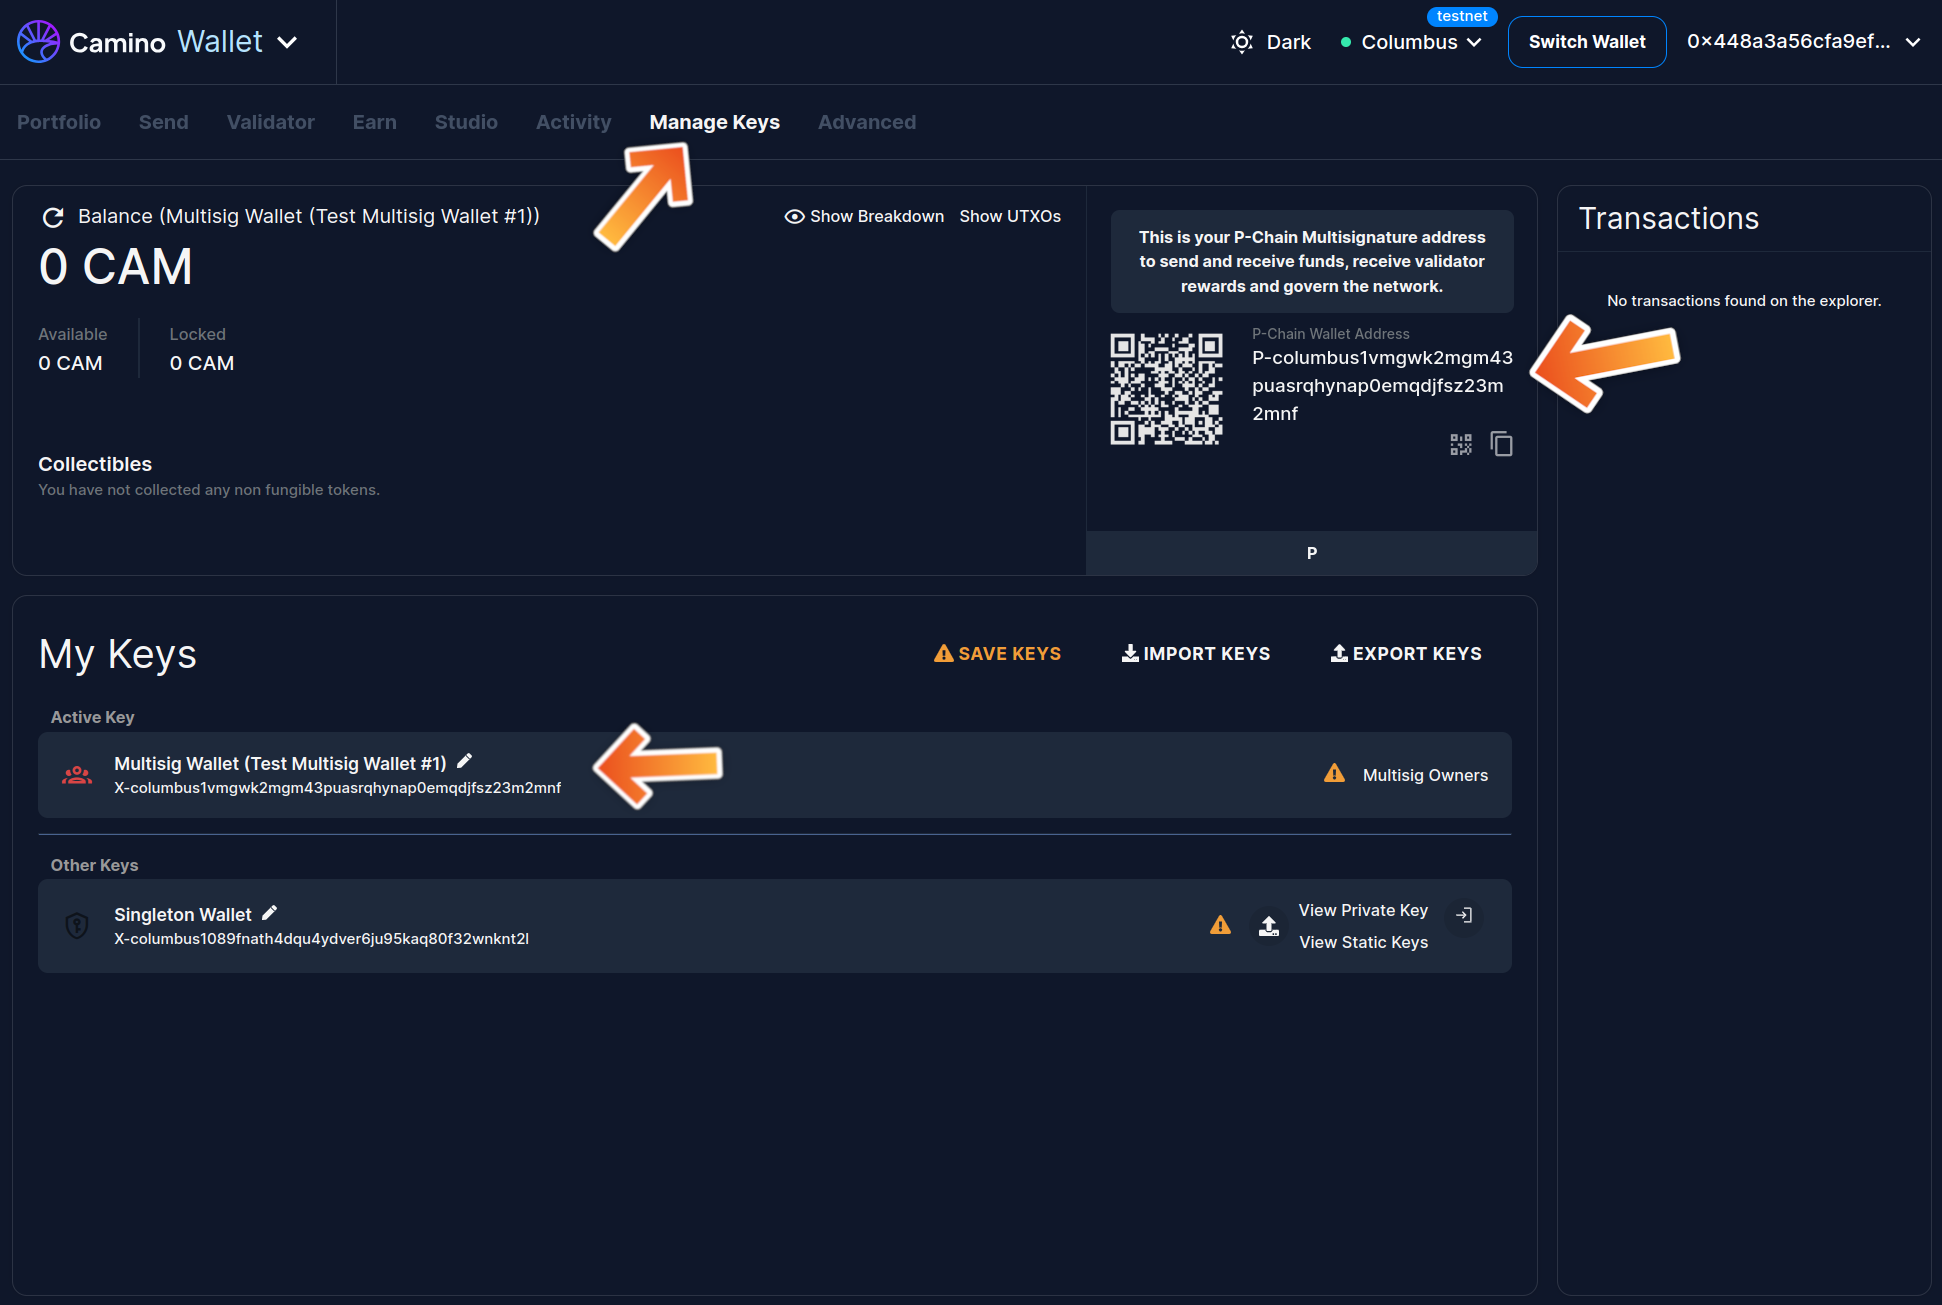 Camino Wallet
testnet
Dark
Columbus
Switch Wallet
0x448a3a56cfa9ef...
Portfolio
Send
Validator
Earn
Studio
Activity
Manage Keys
Advanced
Balance (Multisig Wallet (Test Multisig Wallet #1))
Show Breakdown
Show UTXOs
0 CAM
Available
0 CAM
Locked
0 CAM
Collectibles
You have not collected any non fungible tokens.
This is your P-Chain Multisignature address
to send and receive funds, receive validator
rewards and govern the network.
P-Chain Wallet Address
P-columbus1vmgwk2mgm43
puasrqhynap0emqdjfsz23m
2mnf
P
Transactions
No transactions found on the explorer.
My Keys
SAVE KEYS
IMPORT KEYS
EXPORT KEYS
Active Key
Multisig Wallet (Test Multisig Wallet #1)
X-columbus1vmgwk2mgm43puasrqhynap0emqdjfsz23m2mnf
Multisig Owners
Other Keys
Singleton Wallet
X-columbus1089fnath4dqu4ydver6ju95kaq80f32wnknt2l
View Private Key
View Static Keys